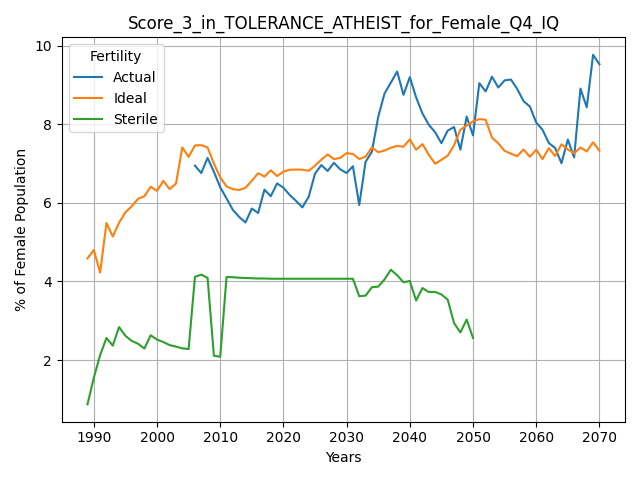 Score_3_in_TOLERANCE_ATHEIST_for_Female_Q4_IQ
Fertility
Actual
Ideal
Sterile
% of Female Population
10
8
6
4
2
1990 2000 2010 2020 2030 2040 2050 2060 2070
Years